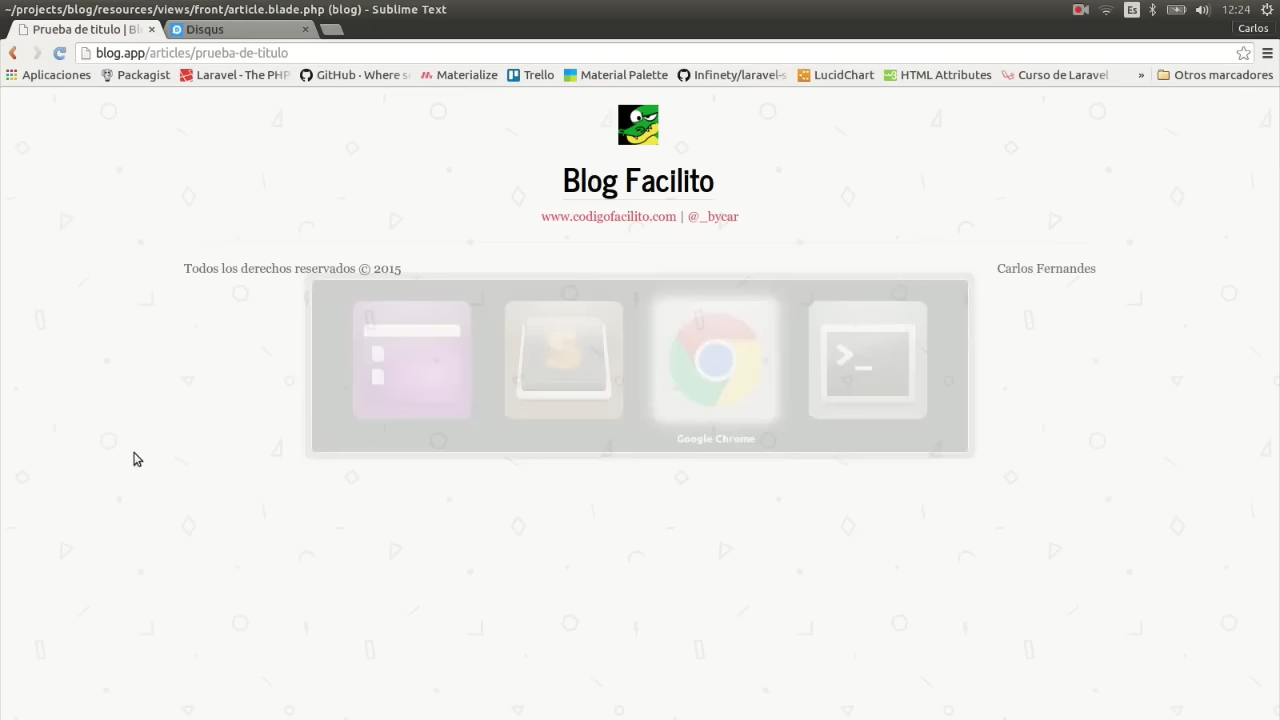 ~/projects/blog/resources/views/front/article.blade.php (blog) - Sublime Text
Es
12:24
Prueba de titulo | Bl
Disqus
Carlos
blog.app/articles/prueba-de-titulo
Aplicaciones
Packagist
Laravel - The PHP
GitHub · Where s
Materialize
Trello
Material Palette
Infinety/laravel-s
LucidChart
HTML Attributes
Curso de Laravel
»
Otros marcadores
Blog Facilito
www.codigofacilito.com | @_bycar
Todos los derechos reservados © 2015
Carlos Fernandes
Google Chrome